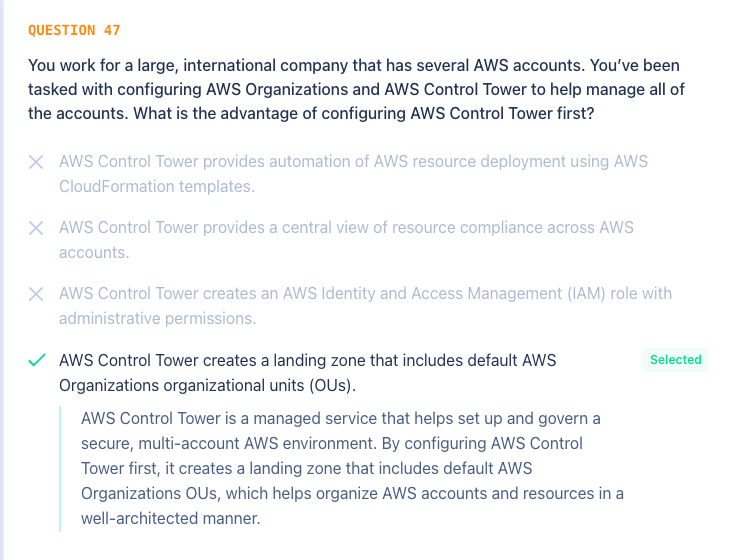 QUESTION 47
You work for a large, international company that has several AWS accounts. You’ve been
tasked with configuring AWS Organizations and AWS Control Tower to help manage all of
the accounts. What is the advantage of configuring AWS Control Tower first?
AWS Control Tower provides automation of AWS resource deployment using AWS
CloudFormation templates.
AWS Control Tower provides a central view of resource compliance across AWS
accounts.
AWS Control Tower creates an AWS Identity and Access Management (IAM) role with
administrative permissions.
AWS Control Tower creates a landing zone that includes default AWS
Organizations organizational units (OUs).
Selected
AWS Control Tower is a managed service that helps set up and govern a
secure, multi-account AWS environment. By configuring AWS Control
Tower first, it creates a landing zone that includes default AWS
Organizations OUs, which helps organize AWS accounts and resources in a
well-architected manner.